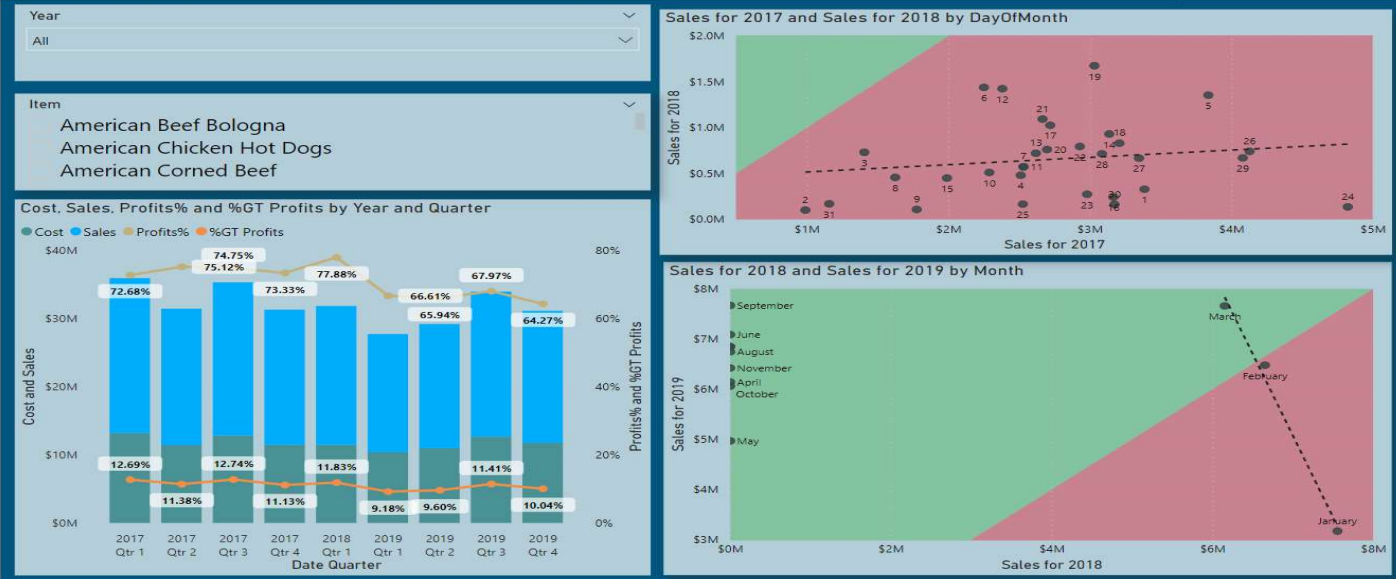 Year
All
Item
American Beef Bologna
American Chicken Hot Dogs
American Corned Beef
Cost, Sales, Profits% and %GT Profits by Year and Quarter
Cost Sales Profits% %GT Profits
$40M
$30M
$20M
$10M
$0M
Cost and Sales
80%
60%
40%
20%
0%
Profits% and %GT Profits
72.68%
75.12%
74.75%
73.33%
77.88%
66.61%
65.94%
67.97%
64.27%
12.69%
11.38%
12.74%
11.13%
11.83%
9.18%
9.60%
11.41%
10.04%
2017 2017 2017 2017 2018 2019 2019 2019 2019
Qtr 1 Qtr 2 Qtr 3 Qtr 4 Qtr 1 Qtr 1 Qtr 2 Qtr 3 Qtr 4
Date Quarter
Sales for 2017 and Sales for 2018 by DayOfMonth
$2.0M
$1.5M
$1.0M
$0.5M
$0.0M
Sales for 2018
19
6 12
5
21
17
18
13
14
20
26
3
7
22
28
27
29
11
8
15
10
4
23
30
1
2
31
9
25
16
24
$1M $2M $3M $4M $5M
Sales for 2017
Sales for 2018 and Sales for 2019 by Month
$8M
$7M
$6M
$5M
$4M
$3M
Sales for 2019
September
March
June
August
November
February
April
October
May
January
$0M $2M $4M $6M $8M
Sales for 2018